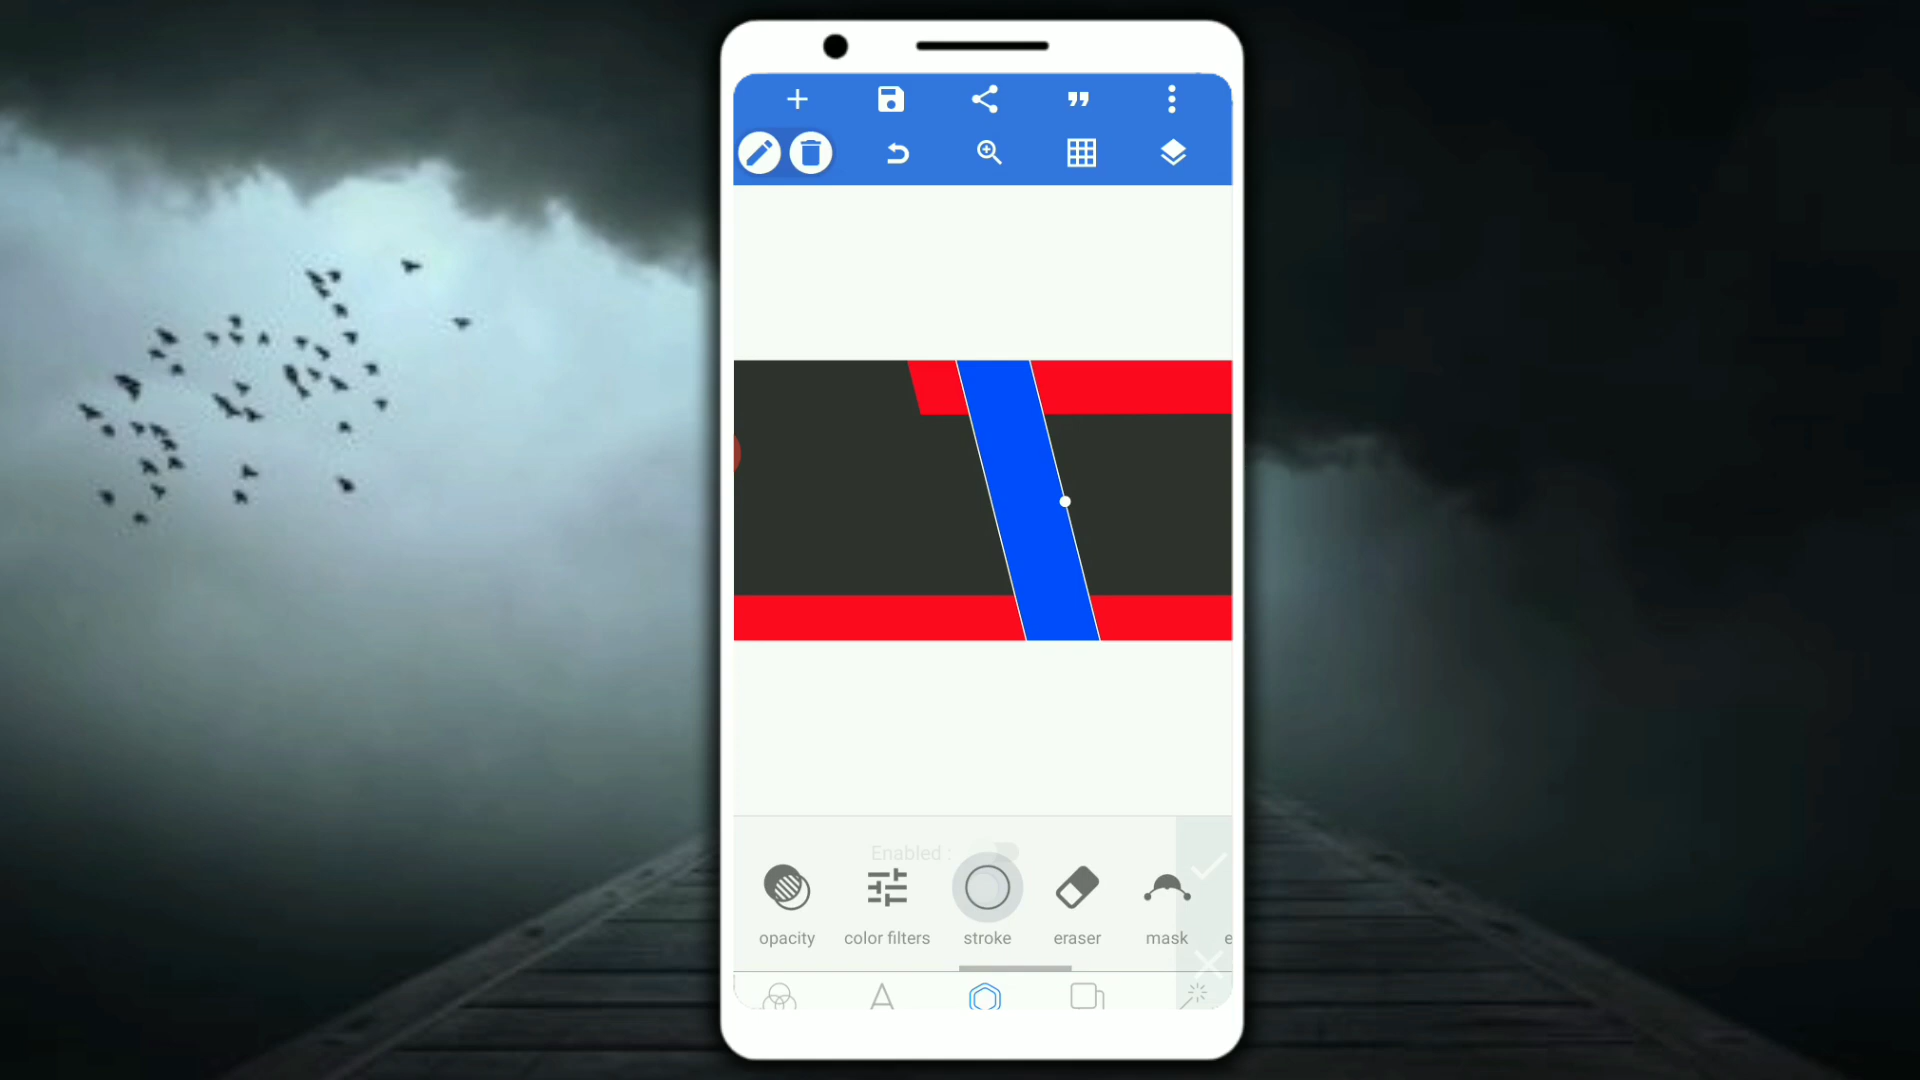 Enabled :
opacity
color filters
stroke
eraser
mask
e